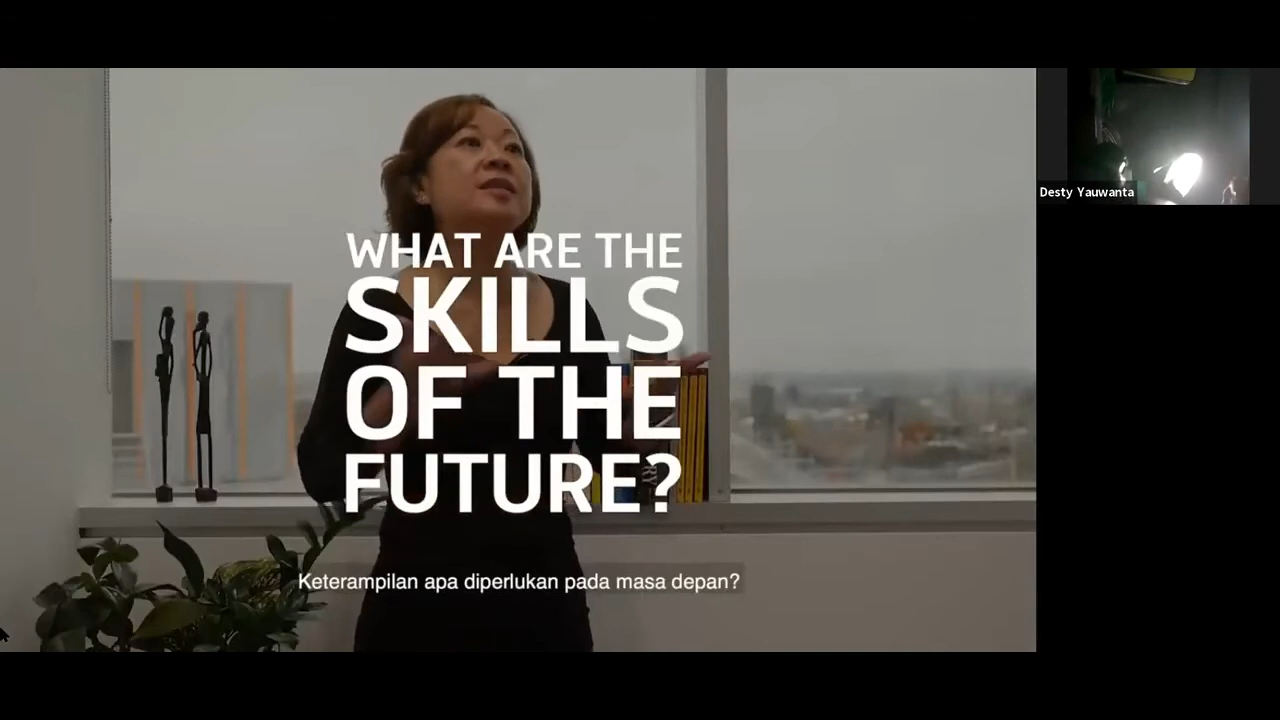 WHAT ARE THE
SKILLS
OF THE
FUTURE?
Keterampilan apa diperlukan pada masa depan?
Desty Yauwanta